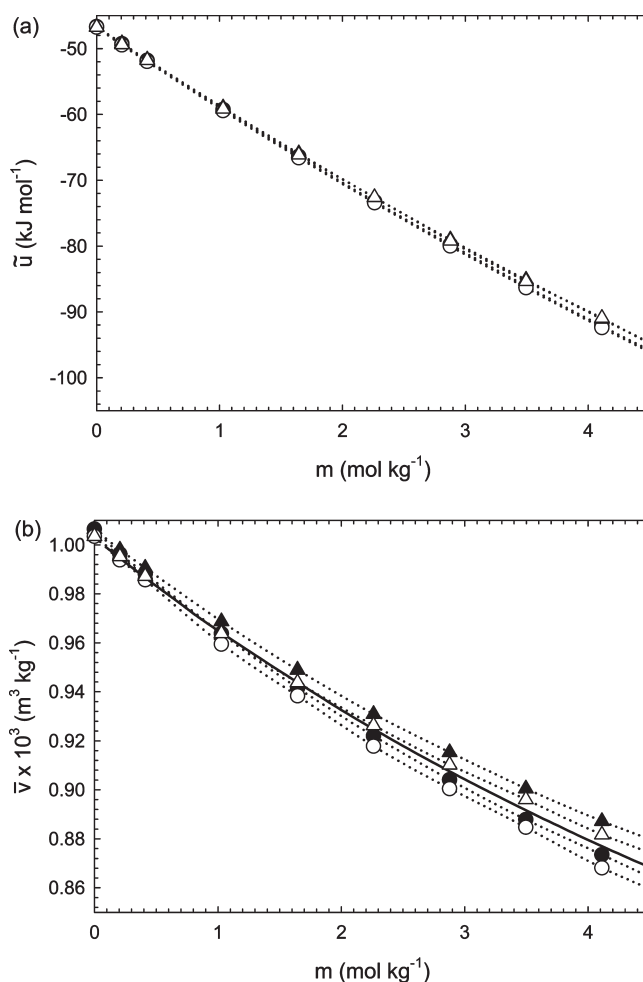 (a)
-50
-60
-70
-80
-90
-100
ũ (kJ mol⁻¹)
0 1 2 3 4
m (mol kg⁻¹)
(b)
1.00
0.98
0.96
0.94
0.92
0.90
0.88
0.86
v̅ x 10³ (m³ kg⁻¹)
0 1 2 3 4
m (mol kg⁻¹)